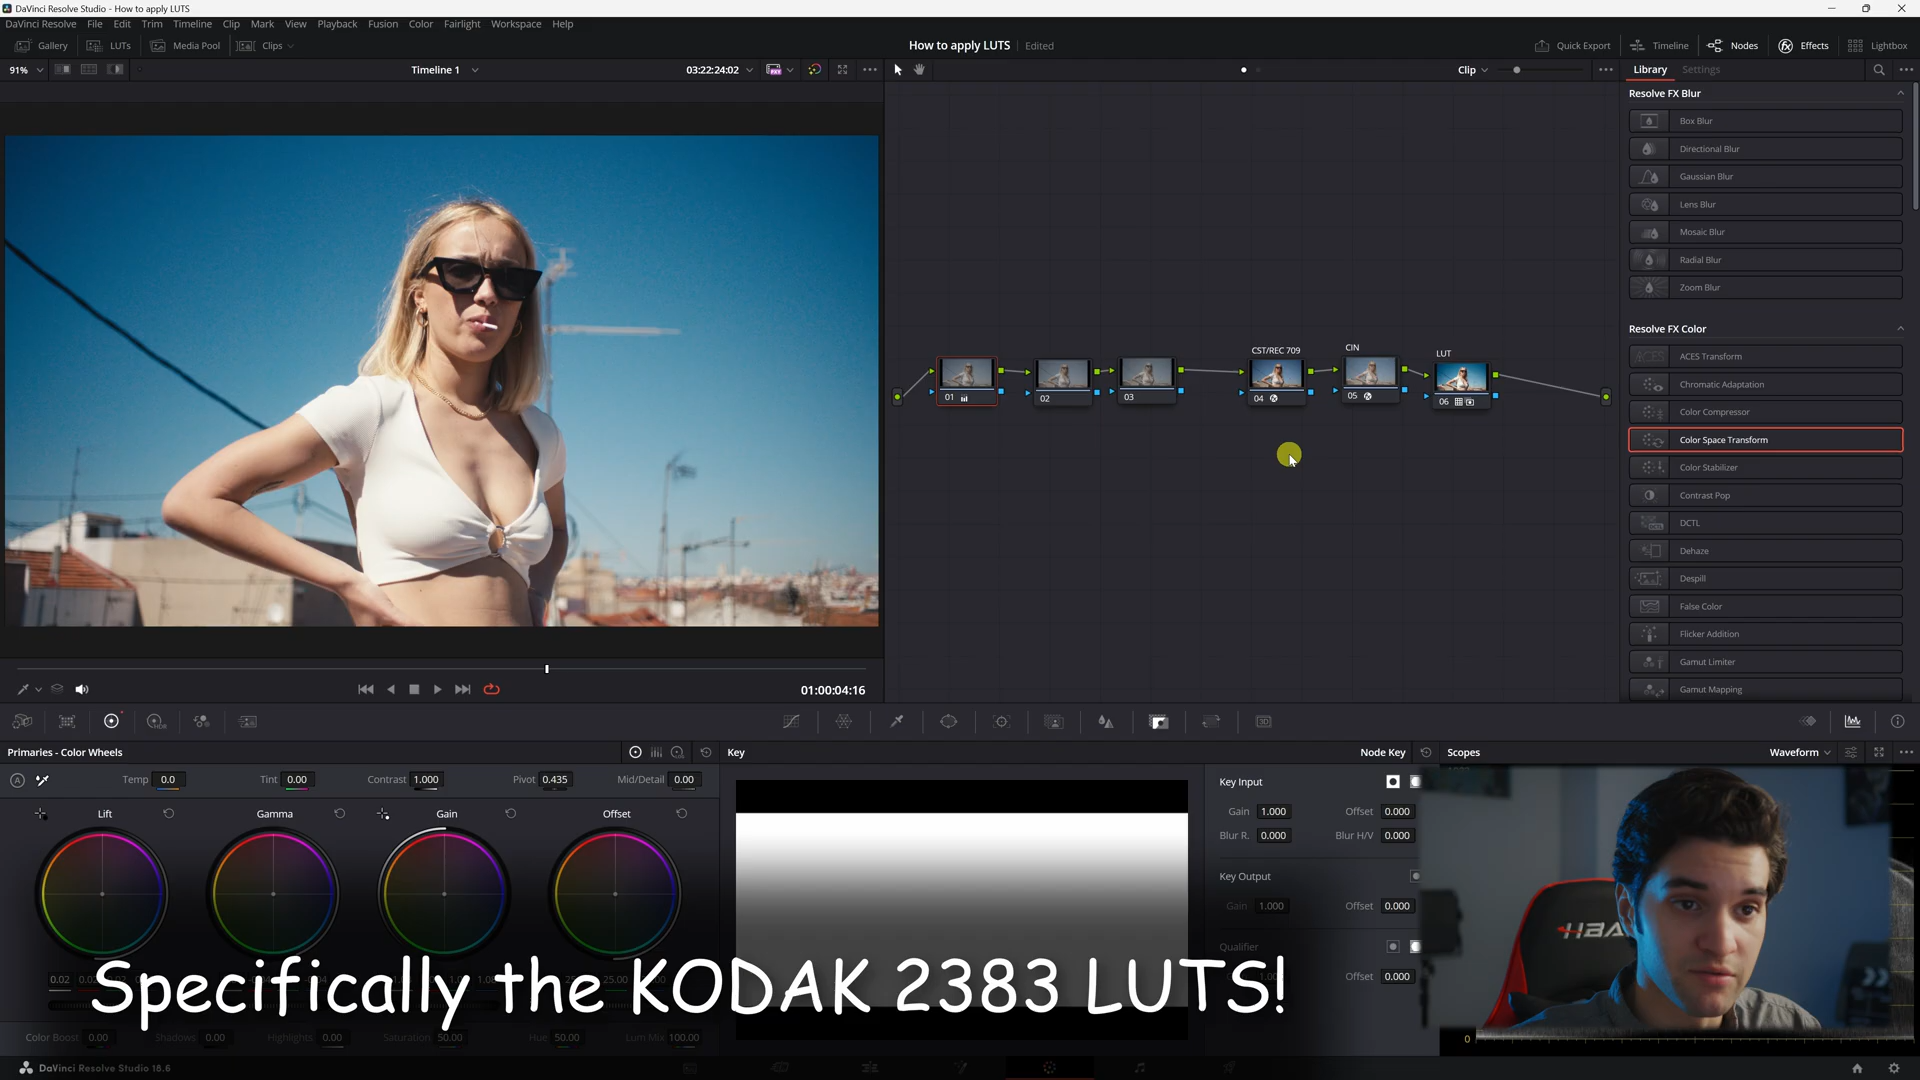 DaVinci Resolve Studio - How to apply LUTS
DaVinci Resolve File Edit Trim Timeline Clip Mark View Playback Fusion Color Fairlight Workspace Help
Gallery LUTs Media Pool Clips How to apply LUTS Edited Quick Export Timeline Nodes Effects Lightbox
91% Timeline 1 03:22:24:02 Clip Library Settings
Resolve FX Blur
Box Blur
Directional Blur
Gaussian Blur
Lens Blur
Mosaic Blur
Radial Blur
Zoom Blur
Resolve FX Color
ACES Transform
Chromatic Adaptation
Color Compressor
Color Space Transform
Color Stabilizer
Contrast Pop
DCTL
Dehaze
Despill
False Color
Flicker Addition
Gamut Limiter
Gamut Mapping
CST/REC 709 CIN LUT
01 02 03 04 05 06
01:00:04:16
Primaries - Color Wheels Key Node Key Scopes Waveform
Temp 0.0 Tint 0.00 Contrast 1.000 Pivot 0.435 Mid/Detail 0.00
Lift Gamma Gain Offset
Key Input
Gain 1.000 Offset 0.000
Blur R. 0.000 Blur H/V 0.000
Key Output
Gain 1.000 Offset 0.000
Qualifier
Offset 0.000
0.02 25.00
Specifically the KODAK 2383 LUTS!
Color Boost 0.00 Shadows 0.00 Highlights 0.00 Saturation 50.00 Hue 50.00 Lum Mix 100.00
0
DaVinci Resolve Studio 18.6